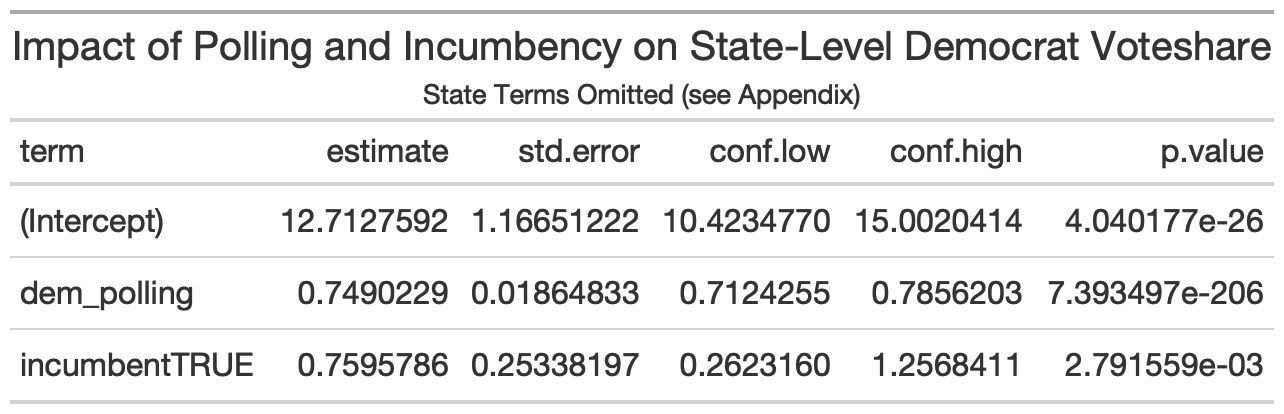 Impact of Polling and Incumbency on State-Level Democrat Voteshare
State Terms Omitted (see Appendix)
term estimate std.error conf.low conf.high p.value
(Intercept) 12.7127592 1.16651222 10.4234770 15.0020414 4.040177e-26
dem_polling 0.7490229 0.01864833 0.7124255 0.7856203 7.393497e-206
incumbentTRUE 0.7595786 0.25338197 0.2623160 1.2568411 2.791559e-03